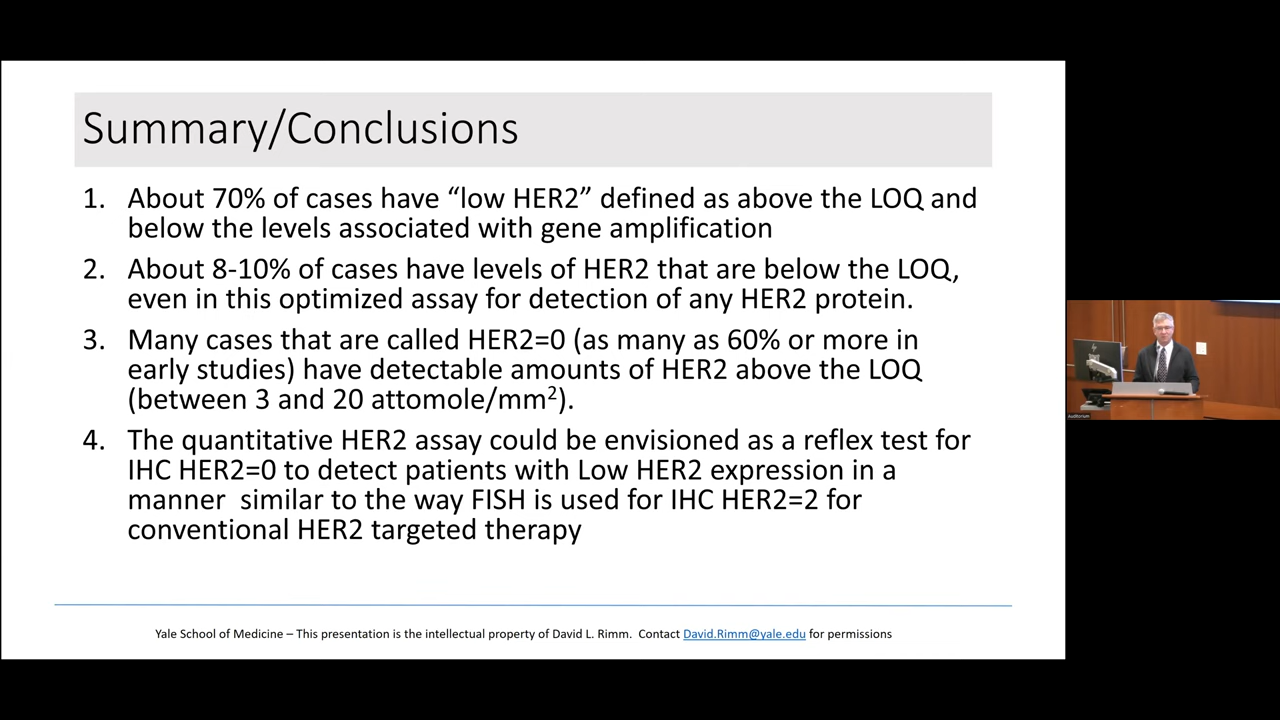 Summary/Conclusions
1. About 70% of cases have “low HER2” defined as above the LOQ and
below the levels associated with gene amplification
2. About 8-10% of cases have levels of HER2 that are below the LOQ,
even in this optimized assay for detection of any HER2 protein.
3. Many cases that are called HER2=0 (as many as 60% or more in
early studies) have detectable amounts of HER2 above the LOQ
(between 3 and 20 attomole/mm²).
4. The quantitative HER2 assay could be envisioned as a reflex test for
IHC HER2=0 to detect patients with Low HER2 expression in a
manner  similar to the way FISH is used for IHC HER2=2 for
conventional HER2 targeted therapy
Yale School of Medicine – This presentation is the intellectual property of David L. Rimm.  Contact David.Rimm@yale.edu for permissions
Auditorium